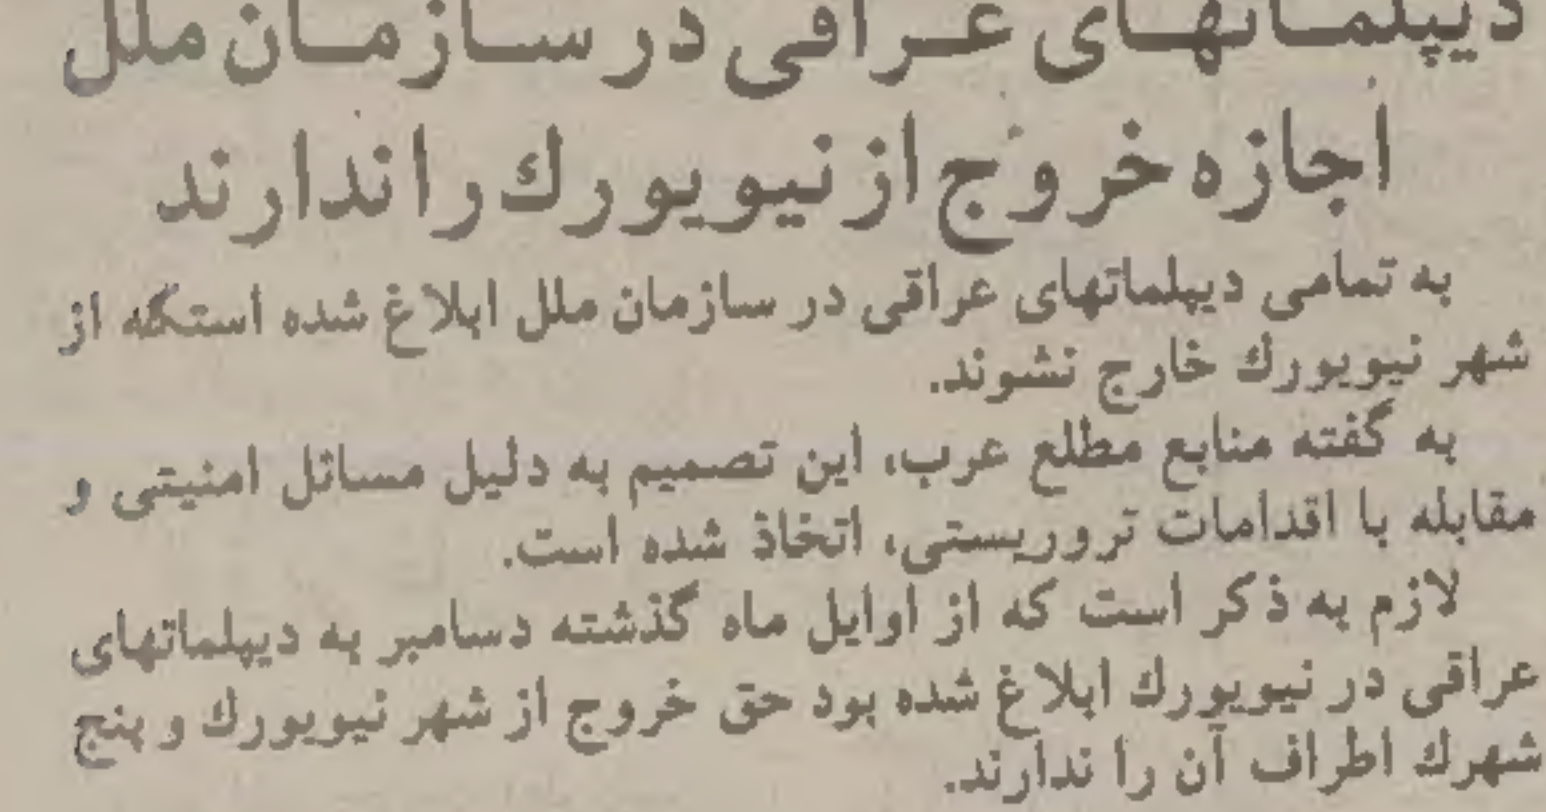 دیپلماتهای عراقی در سازمان ملل
اجازه خروج از نیویورك را ندارند
به تمامی دیپلماتهای عراقی در سازمان ملل ابلاغ شده استکه از
شهر نیویورك خارج نشوند.
به گفته منابع مطلع عرب، این تصمیم به دلیل مسائل امنیتی و
مقابله با اقدامات تروریستی، اتخاذ شده است.
لازم به ذکر است که از اوایل ماه گذشته دسامبر به دیپلماتهای
عراقی در نیویورك ابلاغ شده بود حق خروج از شهر نیویورك و پنج
شهرك اطراف آن را ندارند.